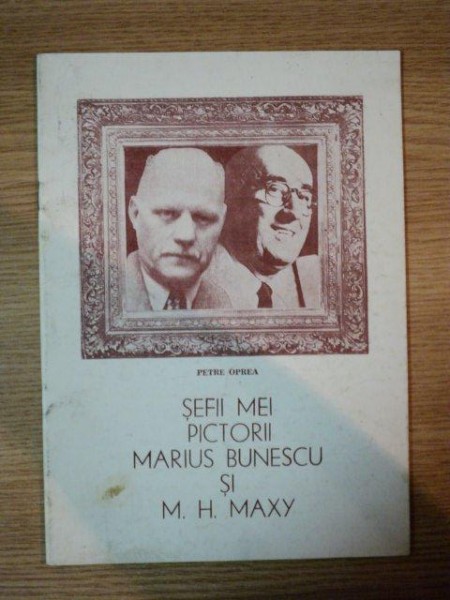 PETRE OPREA
ȘEFII MEI
PICTORII
MARIUS BUNESCU
ȘI
M. H. MAXY